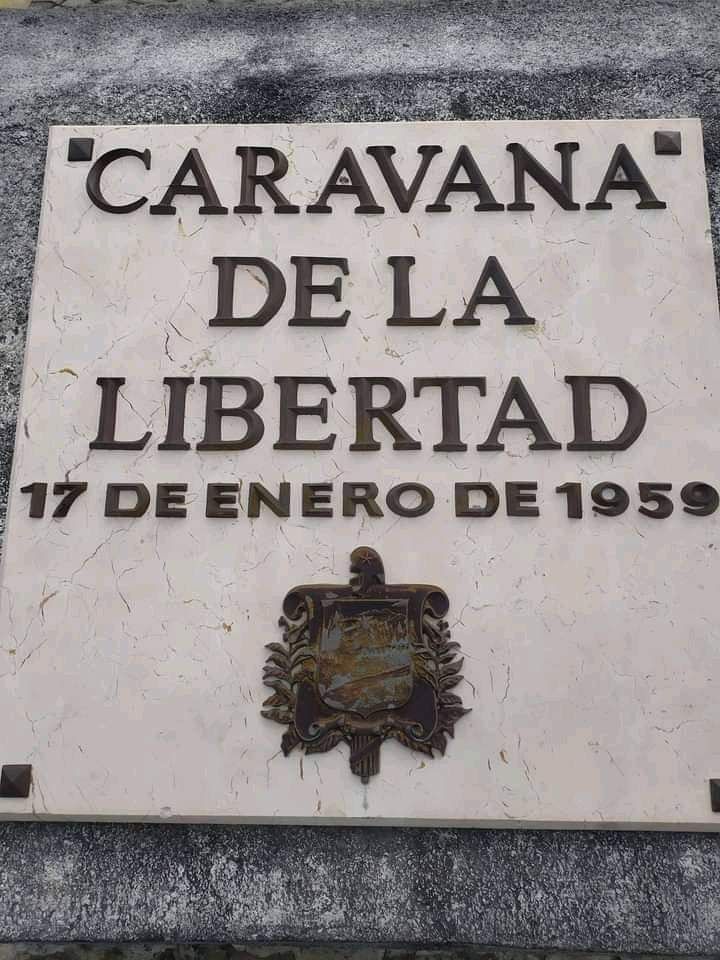 CARAVANA
DE LA
LIBERTAD
17 DE ENERO DE 1959